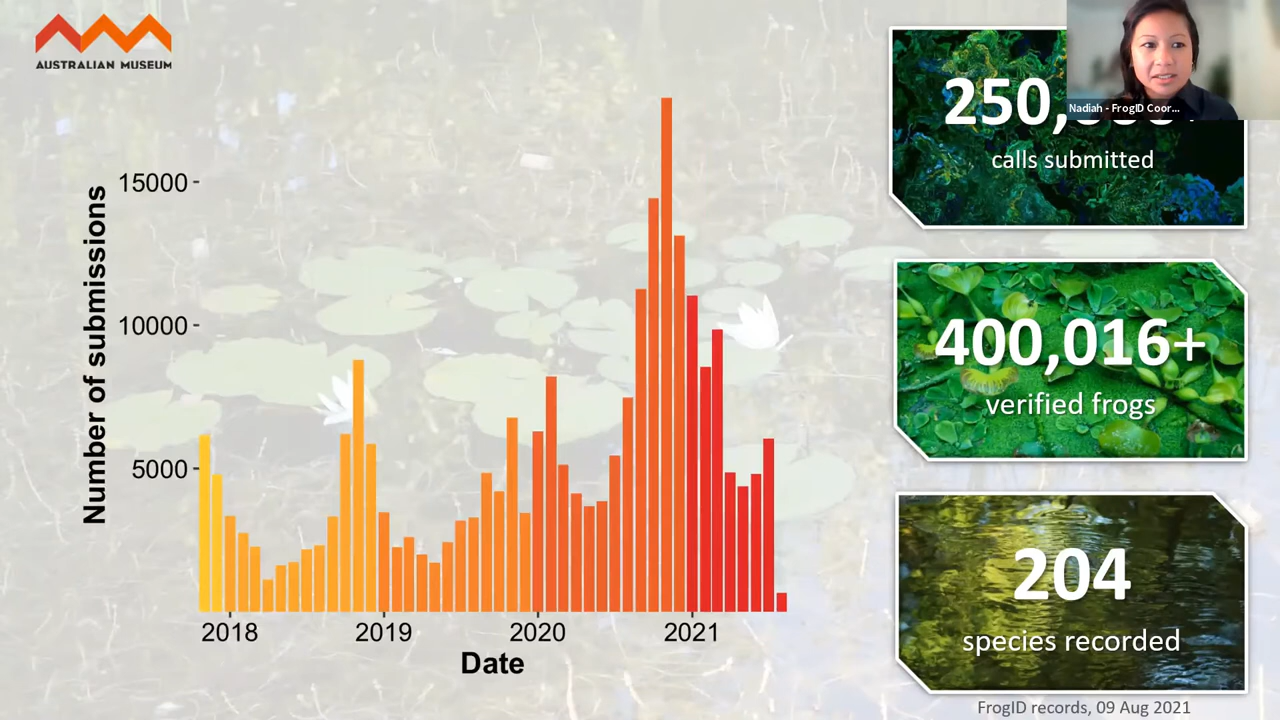 AUSTRALIAN MUSEUM
Number of submissions
15000
10000
5000
2018
2019
2020
2021
Date
250,
calls submitted
Nadiah - FrogID Coor...
400,016+
verified frogs
204
species recorded
FrogID records, 09 Aug 2021